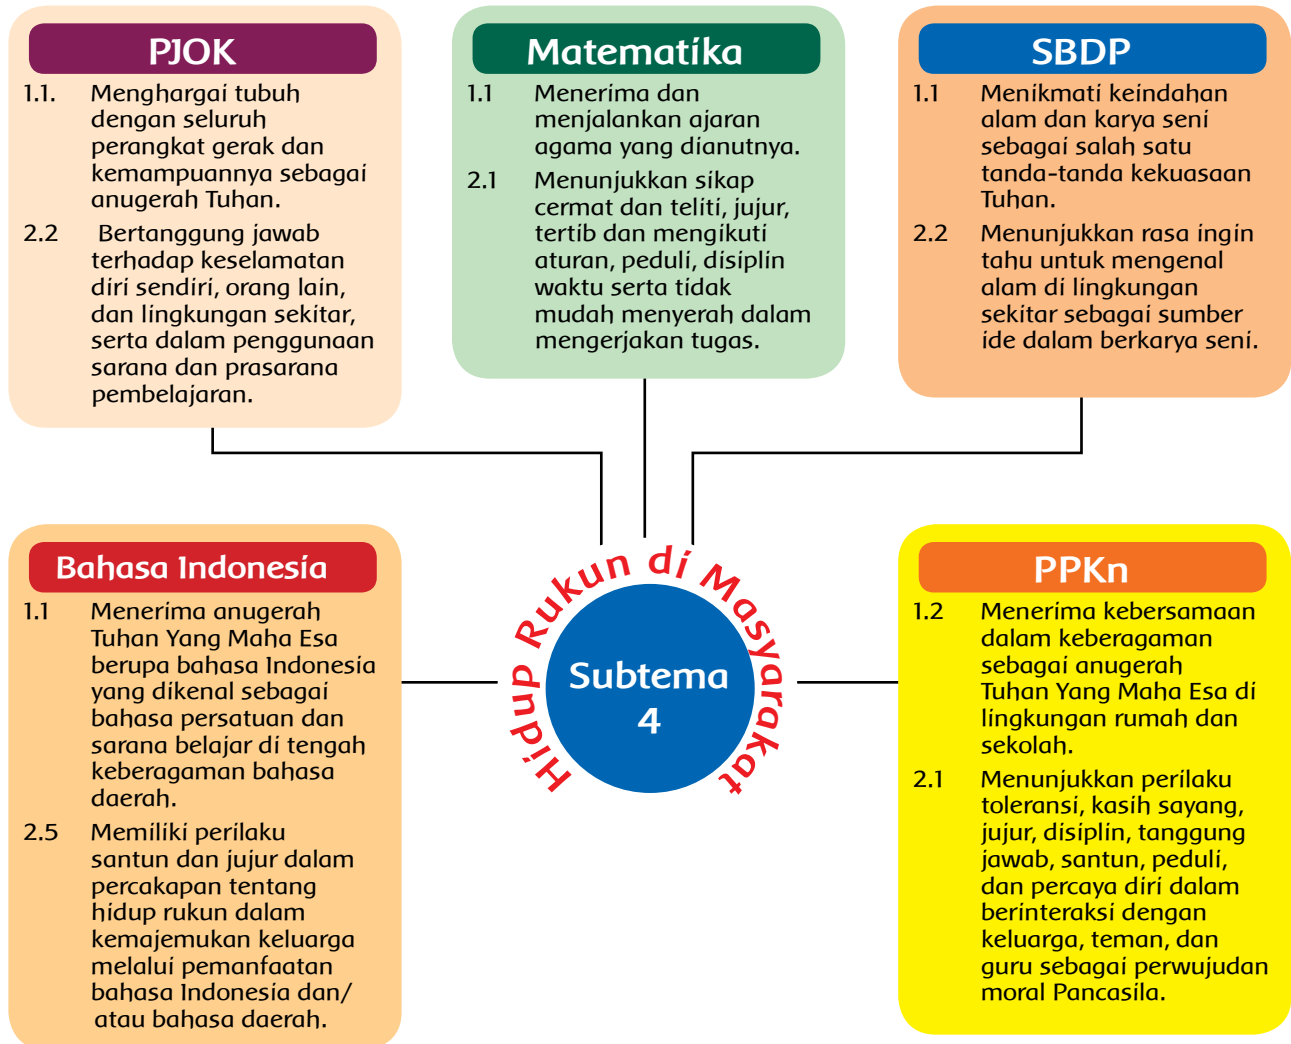 PJOK
1.1. Menghargai tubuh
dengan seluruh
perangkat gerak dan
kemampuannya sebagai
anugerah Tuhan.
2.2 Bertanggung jawab
terhadap keselamatan
diri sendiri, orang lain,
dan lingkungan sekitar,
serta dalam penggunaan
sarana dan prasarana
pembelajaran.
Matematika
1.1 Menerima dan
menjalankan ajaran
agama yang dianutnya.
2.1 Menunjukkan sikap
cermat dan teliti, jujur,
tertib dan mengikuti
aturan, peduli, disiplin
waktu serta tidak
mudah menyerah dalam
mengerjakan tugas.
SBDP
1.1 Menikmati keindahan
alam dan karya seni
sebagai salah satu
tanda-tanda kekuasaan
Tuhan.
2.2 Menunjukkan rasa ingin
tahu untuk mengenal
alam di lingkungan
sekitar sebagai sumber
ide dalam berkarya seni.
Bahasa Indonesia
1.1 Menerima anugerah
Tuhan Yang Maha Esa
berupa bahasa Indonesia
yang dikenal sebagai
bahasa persatuan dan
sarana belajar di tengah
keberagaman bahasa
daerah.
2.5 Memiliki perilaku
santun dan jujur dalam
percakapan tentang
hidup rukun dalam
kemajemukan keluarga
melalui pemanfaatan
bahasa Indonesia dan/
atau bahasa daerah.
Hidup Rukun di Masyarakat
Subtema
4
PPKn
1.2 Menerima kebersamaan
dalam keberagaman
sebagai anugerah
Tuhan Yang Maha Esa di
lingkungan rumah dan
sekolah.
2.1 Menunjukkan perilaku
toleransi, kasih sayang,
jujur, disiplin, tanggung
jawab, santun, peduli,
dan percaya diri dalam
berinteraksi dengan
keluarga, teman, dan
guru sebagai perwujudan
moral Pancasila.